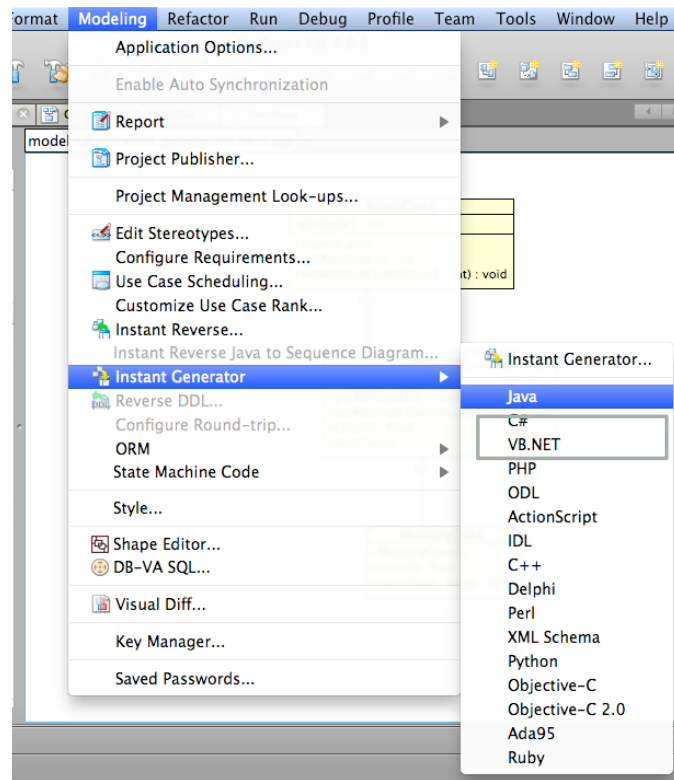 Format Modeling Refactor Run Debug Profile Team Tools Window Help
Application Options...
Enable Auto Synchronization
Report
model
Project Publisher...
Project Management Look-ups...
Edit Stereotypes...
Configure Requirements...
Use Case Scheduling...
) : void
Customize Use Case Rank...
Instant Reverse...
Instant Reverse Java to Sequence Diagram...
Instant Generator
Reverse DDL...
Configure Round-trip...
ORM
State Machine Code
Style...
Shape Editor...
DB-VA SQL...
Visual Diff...
Key Manager...
Saved Passwords...
Instant Generator...
Java
C#
VB.NET
PHP
ODL
ActionScript
IDL
C++
Delphi
Perl
XML Schema
Python
Objective-C
Objective-C 2.0
Ada95
Ruby